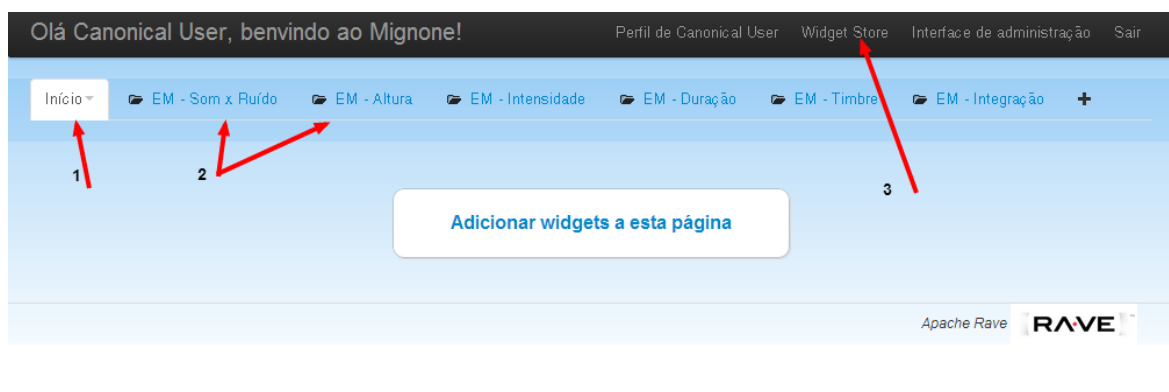 Olá Canonical User, benvindo ao Mignone! Perfil de Canonical User Widget Store Interface de administração Sair
Início EM - Som x Ruído EM - Altura EM - Intensidade EM - Duração EM - Timbre EM - Integração
1 2 3
Adicionar widgets a esta página
Apache Rave RAVE